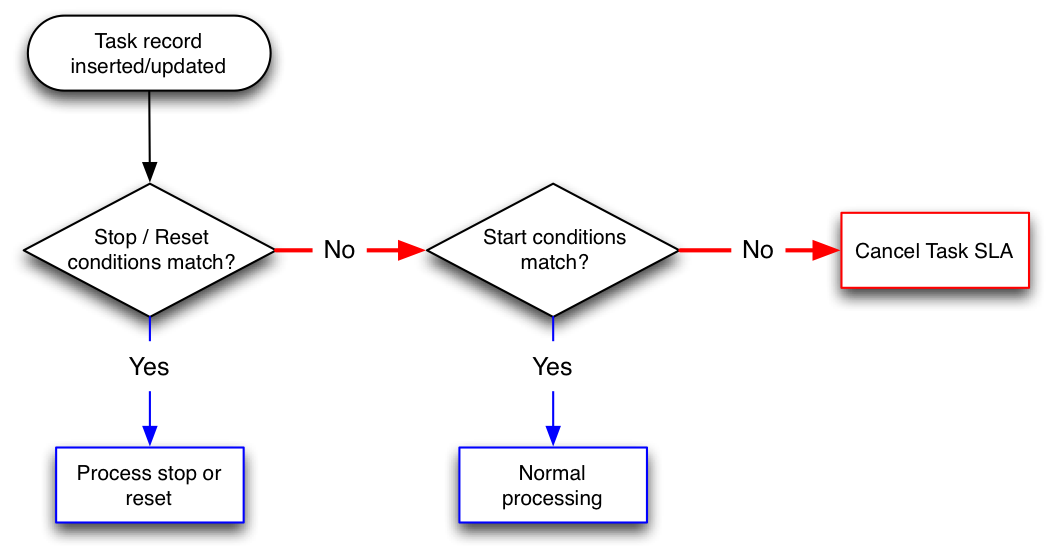 Task record
inserted/updated
Stop / Reset
conditions match?
No
Start conditions
match?
No
Cancel Task SLA
Yes
Yes
Process stop or
reset
Normal
processing